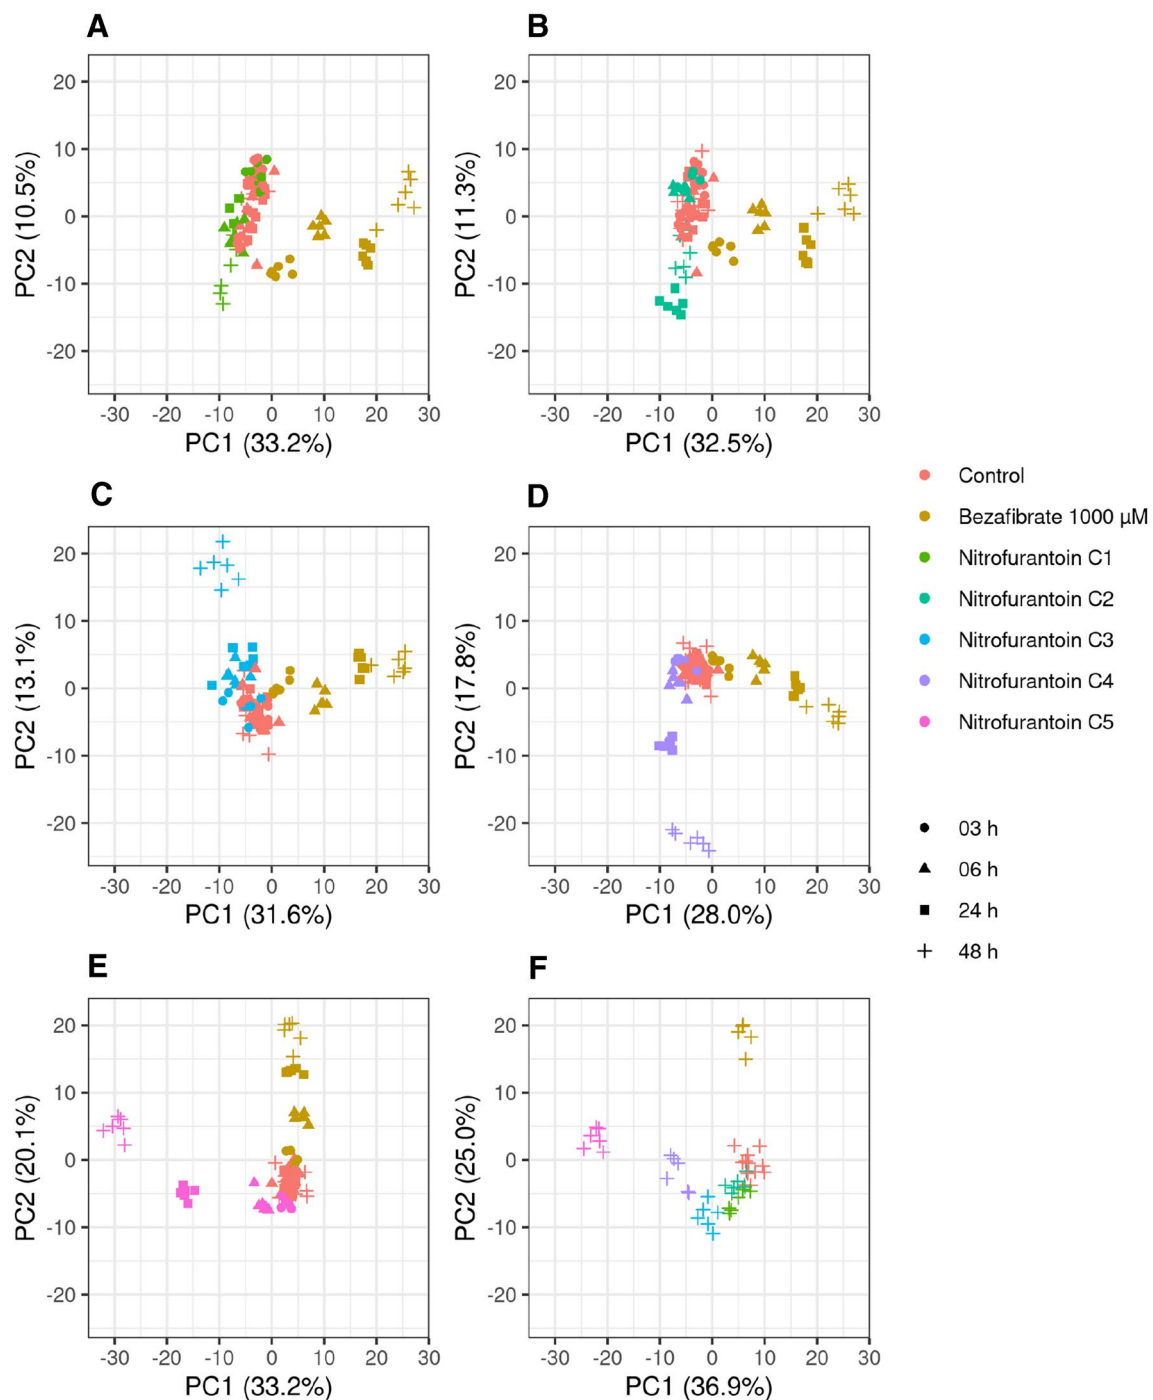 A
B
20
10
0
-10
-20
PC2 (10.5%)
-30 -20 -10 0 10 20 30
PC1 (33.2%)
20
10
0
-10
-20
PC2 (11.3%)
-30 -20 -10 0 10 20 30
PC1 (32.5%)
C
D
20
10
0
-10
-20
PC2 (13.1%)
-30 -20 -10 0 10 20 30
PC1 (31.6%)
20
10
0
-10
-20
PC2 (17.8%)
-30 -20 -10 0 10 20 30
PC1 (28.0%)
E
F
20
10
0
-10
-20
PC2 (20.1%)
-30 -20 -10 0 10 20 30
PC1 (33.2%)
20
10
0
-10
-20
PC2 (25.0%)
-30 -20 -10 0 10 20 30
PC1 (36.9%)
Control
Bezafibrate 1000 µM
Nitrofurantoin C1
Nitrofurantoin C2
Nitrofurantoin C3
Nitrofurantoin C4
Nitrofurantoin C5
03 h
06 h
24 h
48 h